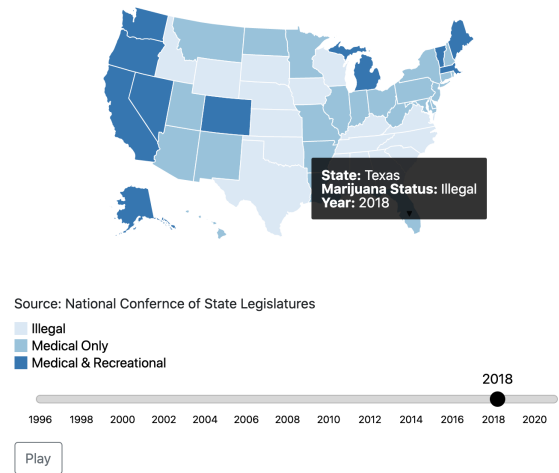 State: Texas
Marijuana Status: Illegal
Year: 2018
Source: National Confernce of State Legislatures
Illegal
Medical Only
Medical & Recreational
2018
1996 1998 2000 2002 2004 2006 2008 2010 2012 2014 2016 2018 2020
Play